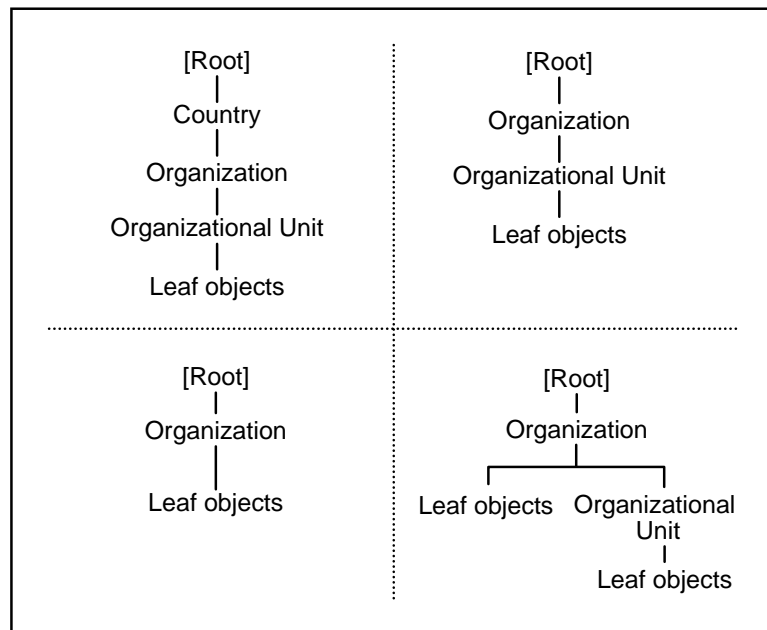 [Root]
Country
Organization
Organizational Unit
Leaf objects
[Root]
Organization
Organizational Unit
Leaf objects
[Root]
Organization
Leaf objects
[Root]
Organization
Leaf objects
Organizational
Unit
Leaf objects